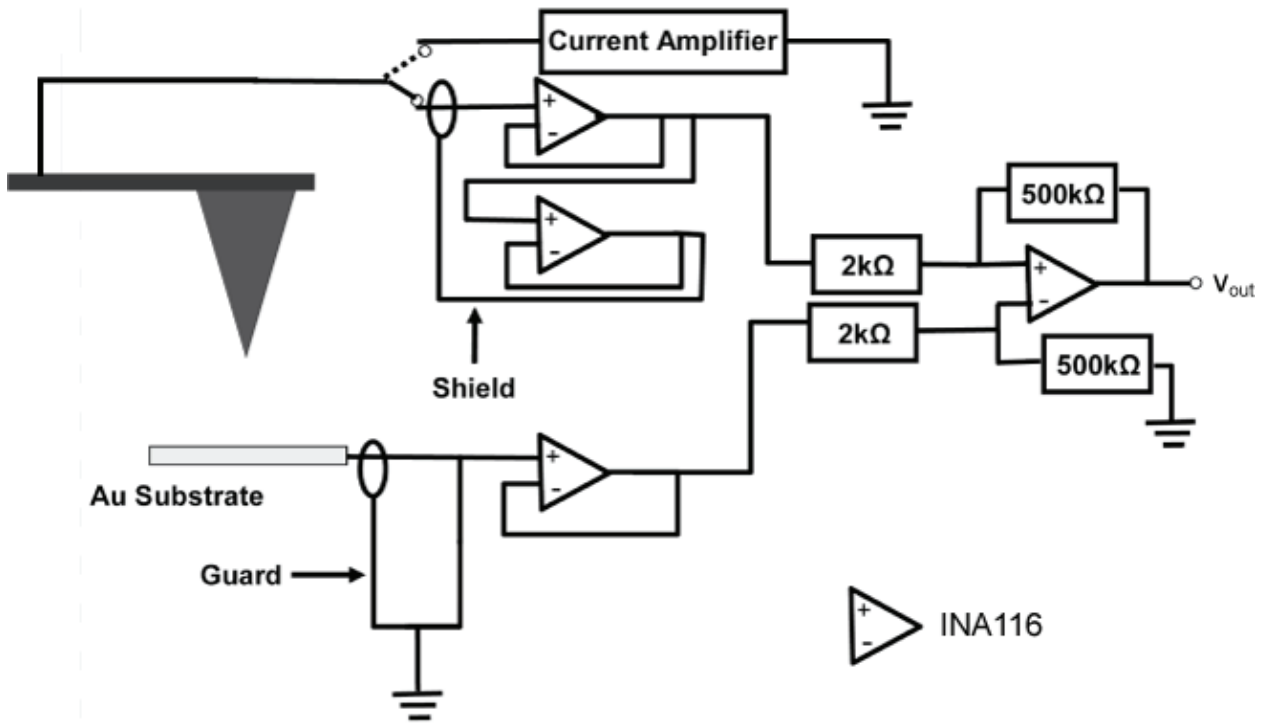 Current Amplifier
+
-
+
-
500kΩ
2kΩ
+
-
Vout
2kΩ
500kΩ
Shield
Au Substrate
+
-
Guard
+
-
INA116